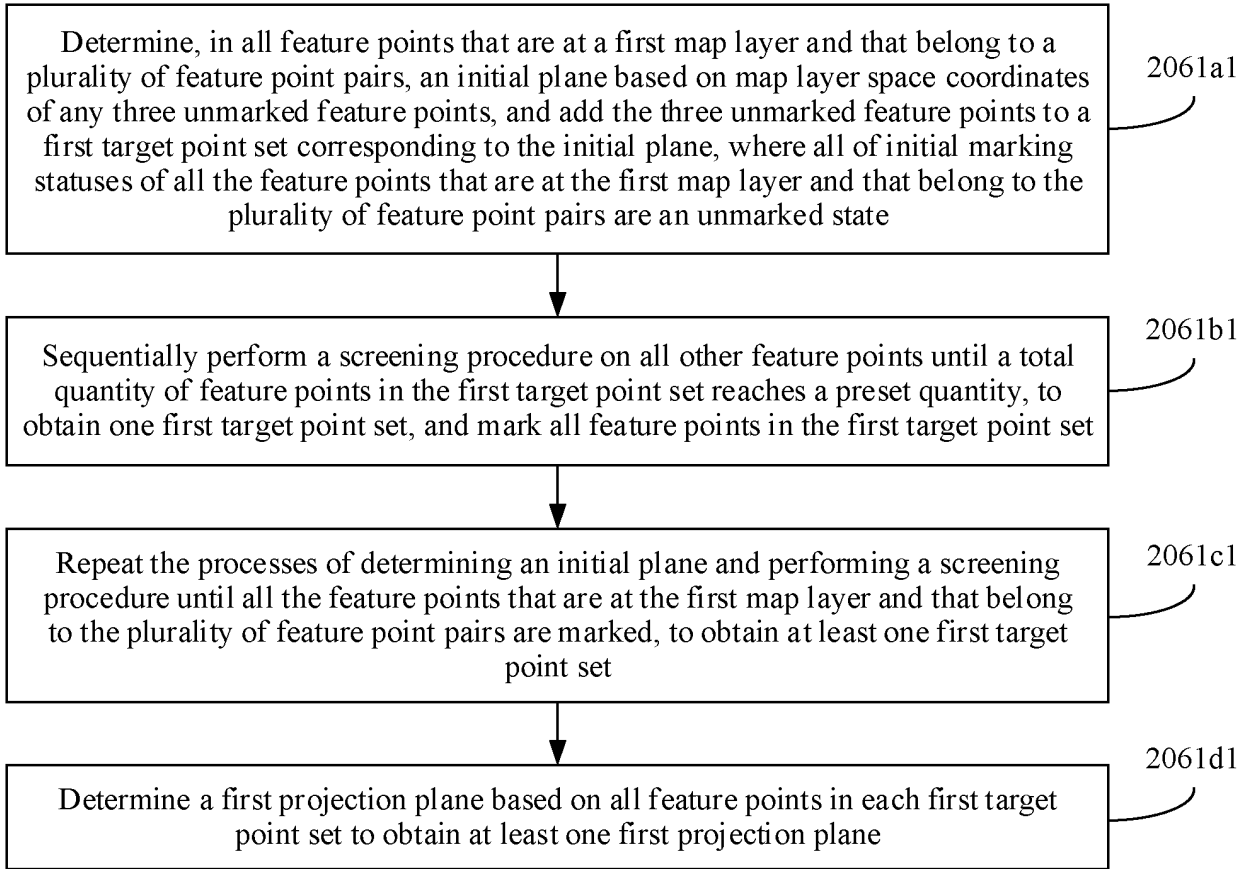 Determine, in all feature points that are at a first map layer and that belong to a
plurality of feature point pairs, an initial plane based on map layer space coordinates
of any three unmarked feature points, and add the three unmarked feature points to a
first target point set corresponding to the initial plane, where all of initial marking
statuses of all the feature points that are at the first map layer and that belong to the
plurality of feature point pairs are an unmarked state
2061a1
Sequentially perform a screening procedure on all other feature points until a total
quantity of feature points in the first target point set reaches a preset quantity, to
obtain one first target point set, and mark all feature points in the first target point set
2061b1
Repeat the processes of determining an initial plane and performing a screening
procedure until all the feature points that are at the first map layer and that belong
to the plurality of feature point pairs are marked, to obtain at least one first target
point set
2061c1
Determine a first projection plane based on all feature points in each first target
point set to obtain at least one first projection plane
2061d1